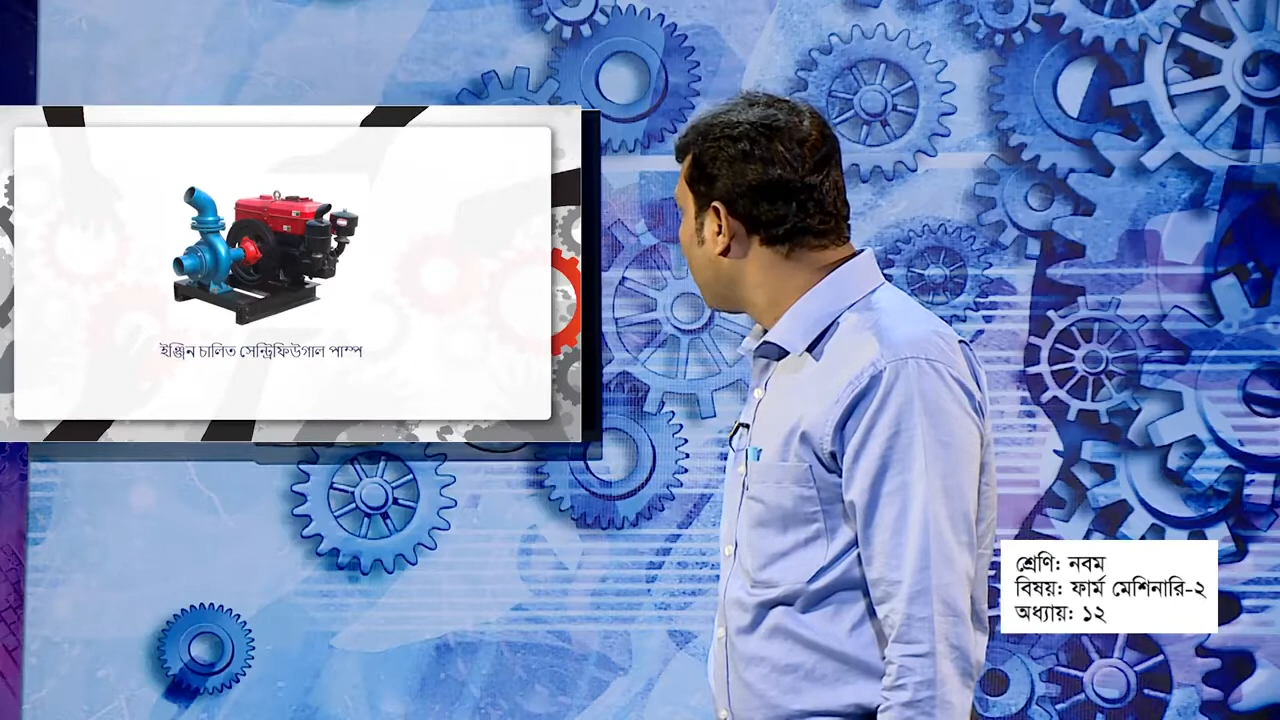 ইঞ্জিন চালিত সেন্ট্রিফিউগাল পাম্প
শ্রেণি: নবম
বিষয়: ফার্ম মেশিনারি-২
অধ্যায়: ১২